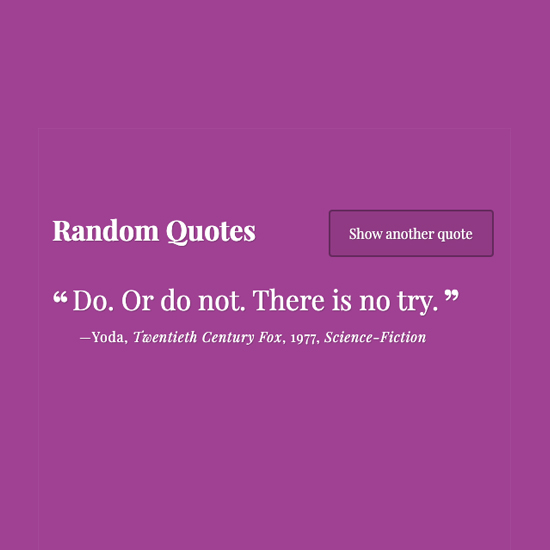 Random Quotes
Show another quote
“Do. Or do not. There is no try.”
—Yoda, Twentieth Century Fox, 1977, Science-Fiction